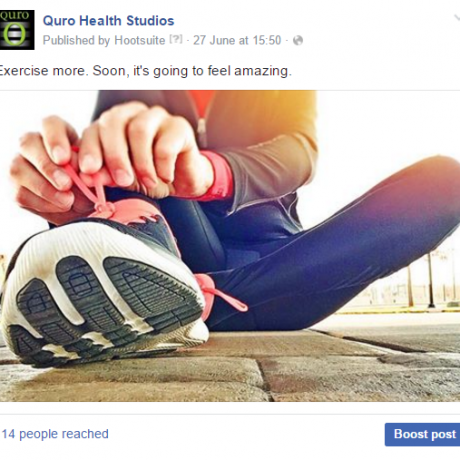 quro
Quro Health Studios
Published by Hootsuite [?] · 27 June at 15:50 ·
Exercise more. Soon, it's going to feel amazing.
14 people reached
Boost post